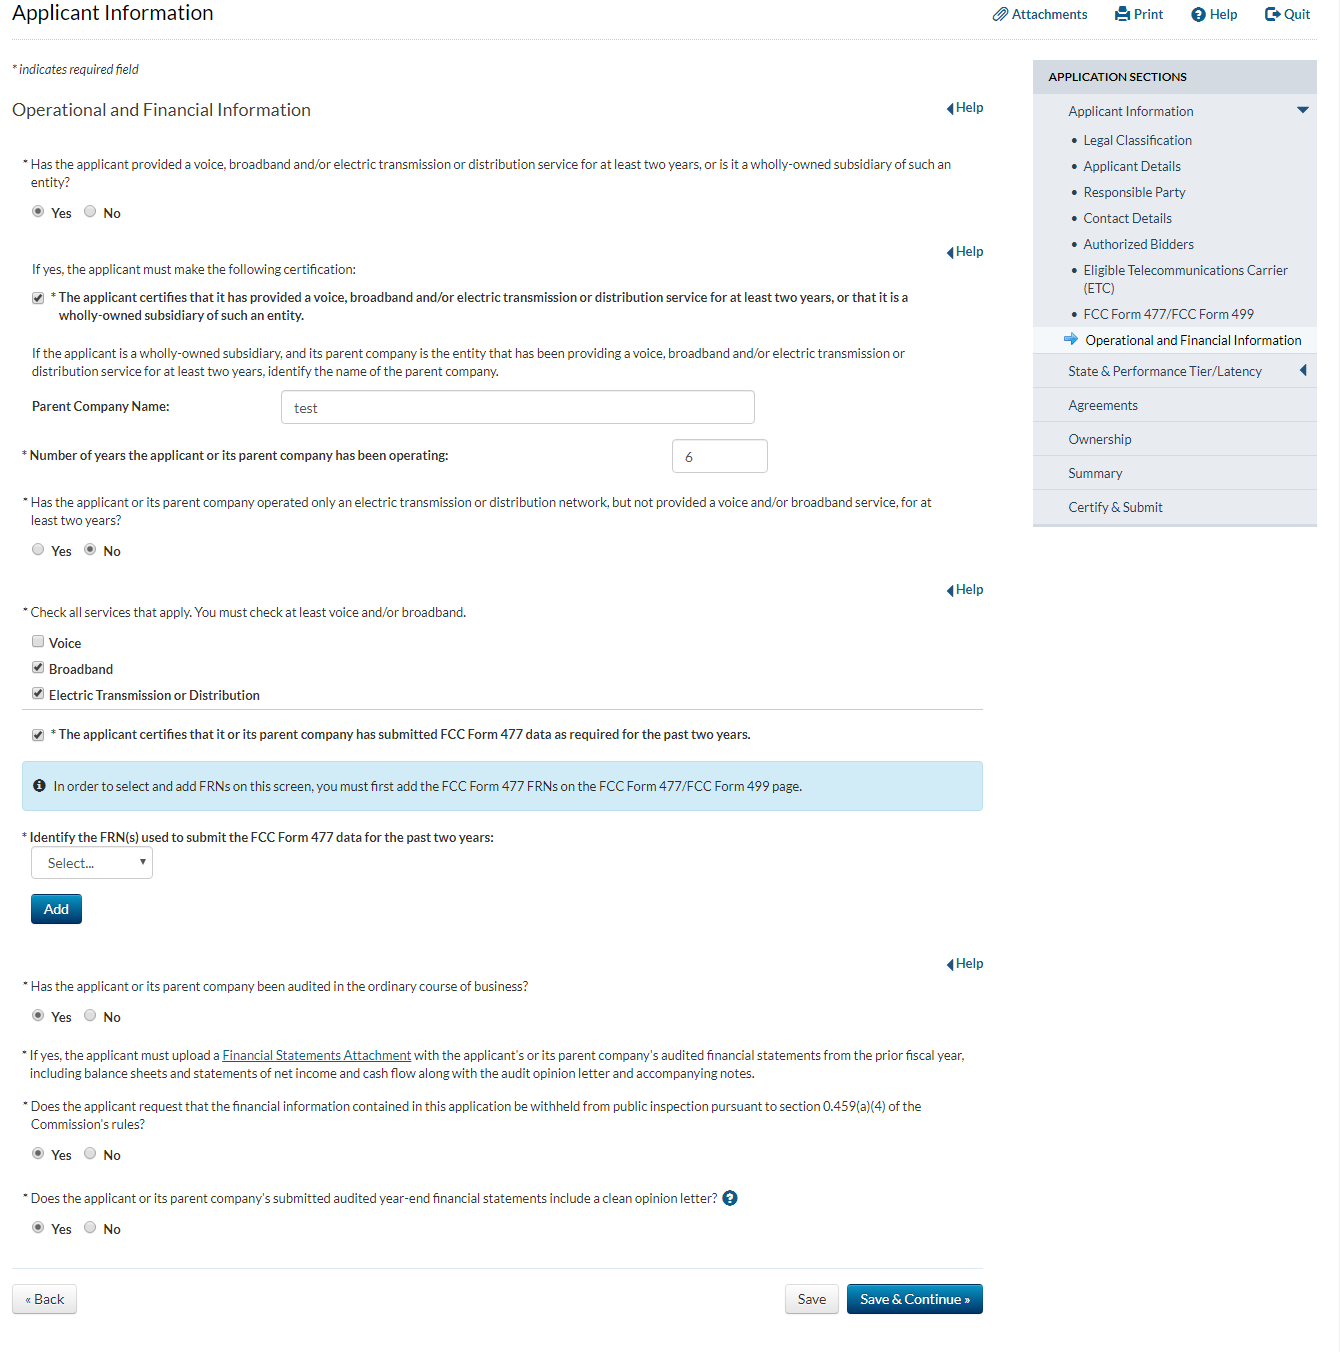 Applicant Information
Attachments Print Help Quit
* indicates required field
Operational and Financial Information
Help
* Has the applicant provided a voice, broadband and/or electric transmission or distribution service for at least two years, or is it a wholly-owned subsidiary of such an
entity?
Yes No
Help
If yes, the applicant must make the following certification:
* The applicant certifies that it has provided a voice, broadband and/or electric transmission or distribution service for at least two years, or that it is a
wholly-owned subsidiary of such an entity.
If the applicant is a wholly-owned subsidiary, and its parent company is the entity that has been providing a voice, broadband and/or electric transmission or
distribution service for at least two years, identify the name of the parent company.
Parent Company Name: test
* Number of years the applicant or its parent company has been operating: 6
* Has the applicant or its parent company operated only an electric transmission or distribution network, but not provided a voice and/or broadband service, for at
least two years?
Yes No
Help
* Check all services that apply. You must check at least voice and/or broadband.
Voice
Broadband
Electric Transmission or Distribution
* The applicant certifies that it or its parent company has submitted FCC Form 477 data as required for the past two years.
In order to select and add FRNs on this screen, you must first add the FCC Form 477 FRNs on the FCC Form 477/FCC Form 499 page.
* Identify the FRN(s) used to submit the FCC Form 477 data for the past two years:
Select...
Add
Help
* Has the applicant or its parent company been audited in the ordinary course of business?
Yes No
* If yes, the applicant must upload a Financial Statements Attachment with the applicant's or its parent company's audited financial statements from the prior fiscal year,
including balance sheets and statements of net income and cash flow along with the audit opinion letter and accompanying notes.
* Does the applicant request that the financial information contained in this application be withheld from public inspection pursuant to section 0.459(a)(4) of the
Commission's rules?
Yes No
* Does the applicant or its parent company's submitted audited year-end financial statements include a clean opinion letter? ?
Yes No
« Back Save Save & Continue »
APPLICATION SECTIONS
Applicant Information
• Legal Classification
• Applicant Details
• Responsible Party
• Contact Details
• Authorized Bidders
• Eligible Telecommunications Carrier
(ETC)
• FCC Form 477/FCC Form 499
Operational and Financial Information
State & Performance Tier/Latency
Agreements
Ownership
Summary
Certify & Submit